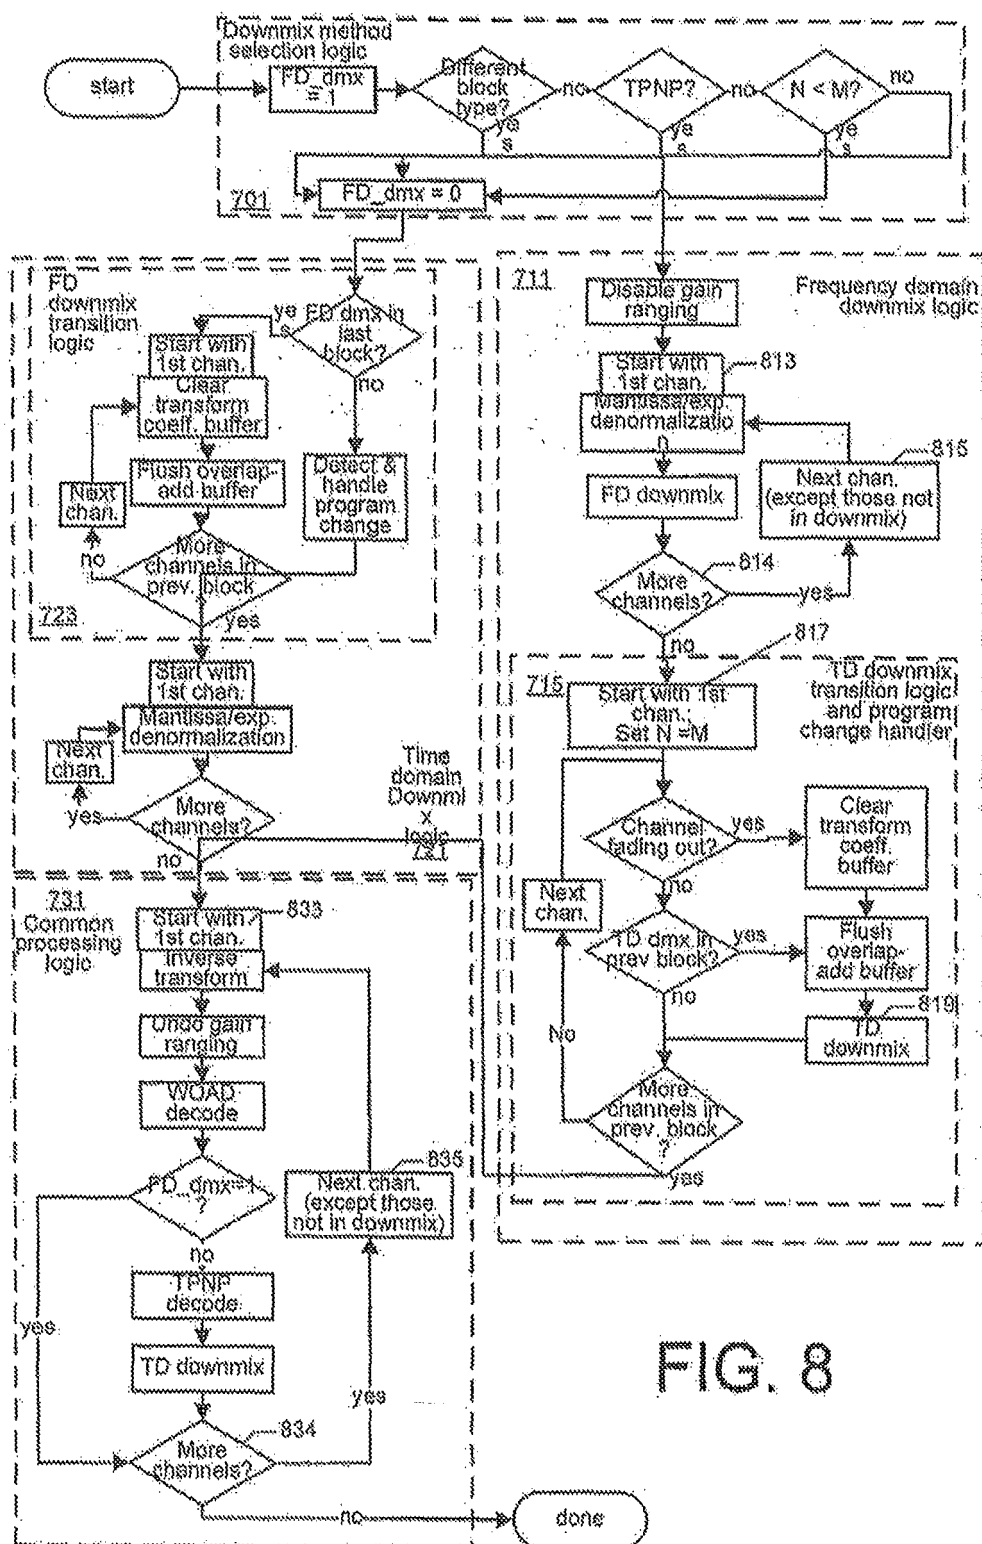 Downmix method
selection logic
start
FD_dmx
= 1
Different
block
type?
no
TPNP?
no
N < M?
no
ye
s
ye
s
ye
s
701
FD_dmx = 0
FD
downmix
transition
logic
ye
s
FD dmx in
last
block?
no
Start with
1st chan.
Clear
transform
coeff. buffer
Flush overlap-
add buffer
Next
chan.
Detect &
handle
program
change
no
More
channels in
prev. block
yes
723
Start with
1st chan.
Mantissa/exp.
denormalization
Next
chan.
yes
More
channels?
no
Time
domain
Downmi
x
logic
721
711
Frequency domain
downmix logic
Disable gain
ranging
Start with
1st chan.
813
Mantissa/exp.
denormalizatio
n
FD downmix
815
Next chan.
(except those not
in downmix)
More
channels?
814
yes
no
817
715
Start with 1st
chan.;
Set N =M
TD downmix
transition logic
and program
change handler
Channel
fading out?
yes
Clear
transform
coeff.
buffer
no
Next
chan.
TD dmx in
prev block?
yes
Flush
overlap-
add buffer
no
819
TD
downmix
No
More
channels in
prev. block
?
yes
731
Common
processing
logic
Start with
1st chan.
833
Inverse
transform
Undo gain
ranging
WOAD
decode
FD_dmx=1
?
835
Next chan.
(except those
not in downmix)
no
TPNP
decode
yes
TD downmix
yes
More
channels?
834
no
done
FIG. 8